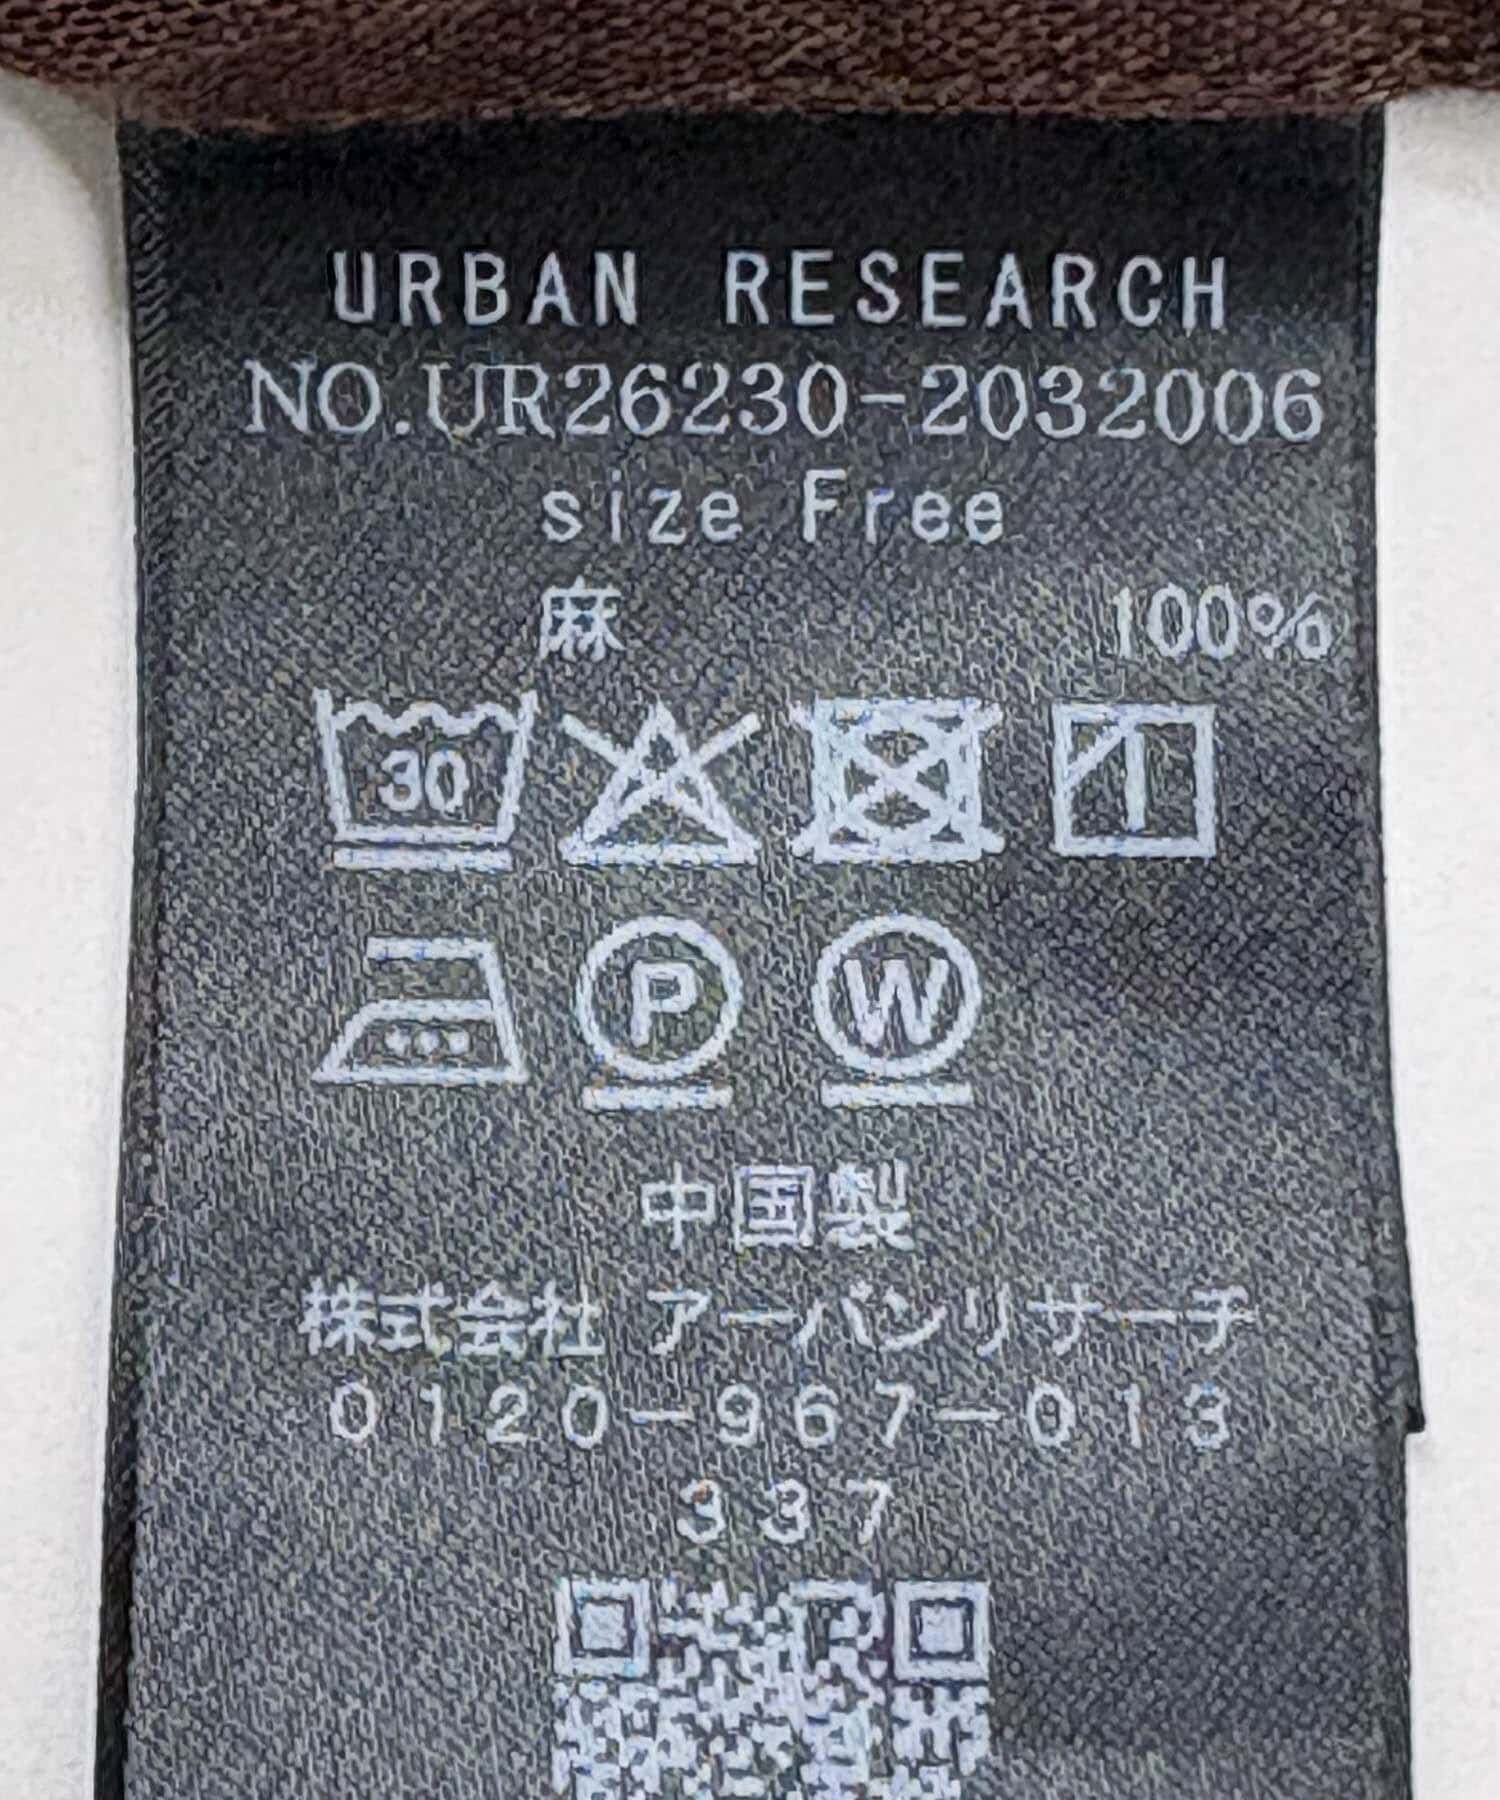 URBAN RESEARCH
NO.UR26230-2032006
size Free
麻 100%
30
P W
中国製
株式会社 アーバンリサーチ
0120-967-013
337